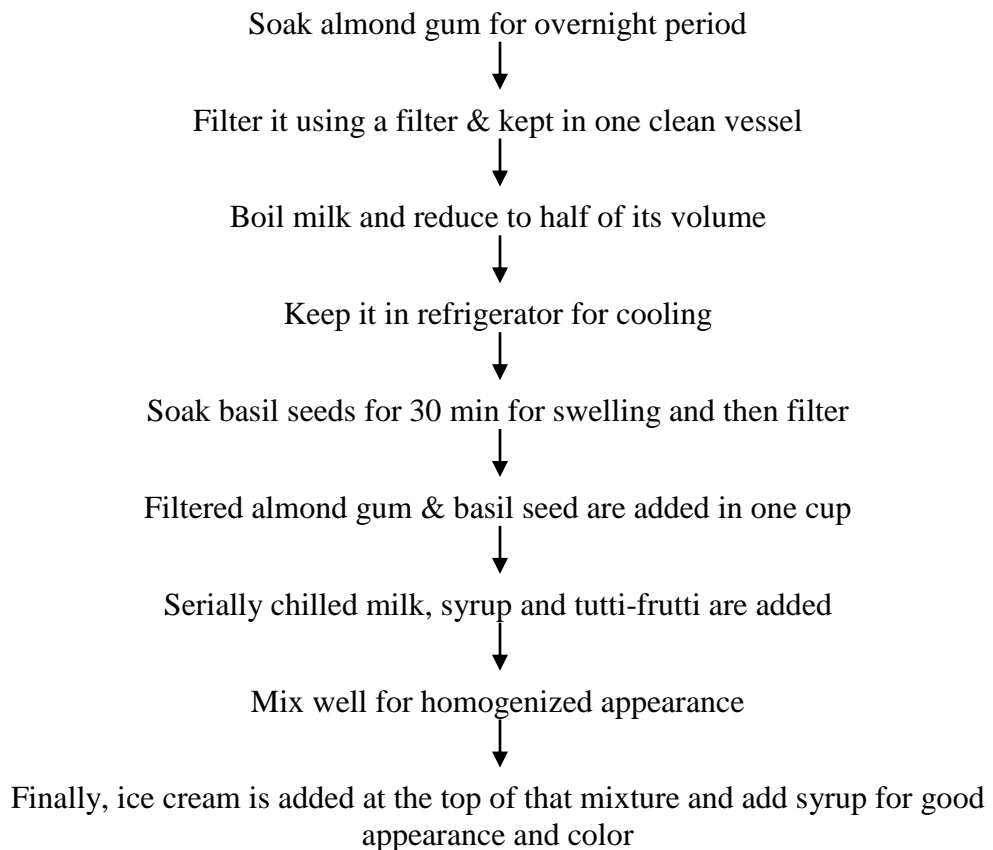 Soak almond gum for overnight period
Filter it using a filter & kept in one clean vessel
Boil milk and reduce to half of its volume
Keep it in refrigerator for cooling
Soak basil seeds for 30 min for swelling and then filter
Filtered almond gum & basil seed are added in one cup
Serially chilled milk, syrup and tutti-frutti are added
Mix well for homogenized appearance
Finally, ice cream is added at the top of that mixture and add syrup for good
appearance and color